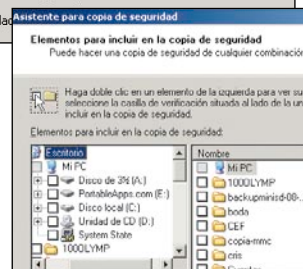 Asistente para copia de seguridad
Elementos para incluir en la copia de seguridad
Puede hacer una copia de seguridad de cualquier combinación
Haga doble clic en un elemento de la izquierda para ver su
seleccione la casilla de verificación situada al lado de la un
incluir en la copia de seguridad.
Elementos para incluir en la copia de seguridad:
Escritorio
Mi PC
Disco de 3½ (A:)
PortableApps.com (E:)
Disco local (C:)
Unidad de CD (D:)
System State
1000LYMP
Nombre
Mi PC
1000LYMP
backupminisd-08-..
boda
CEF
copia-mmc
cris